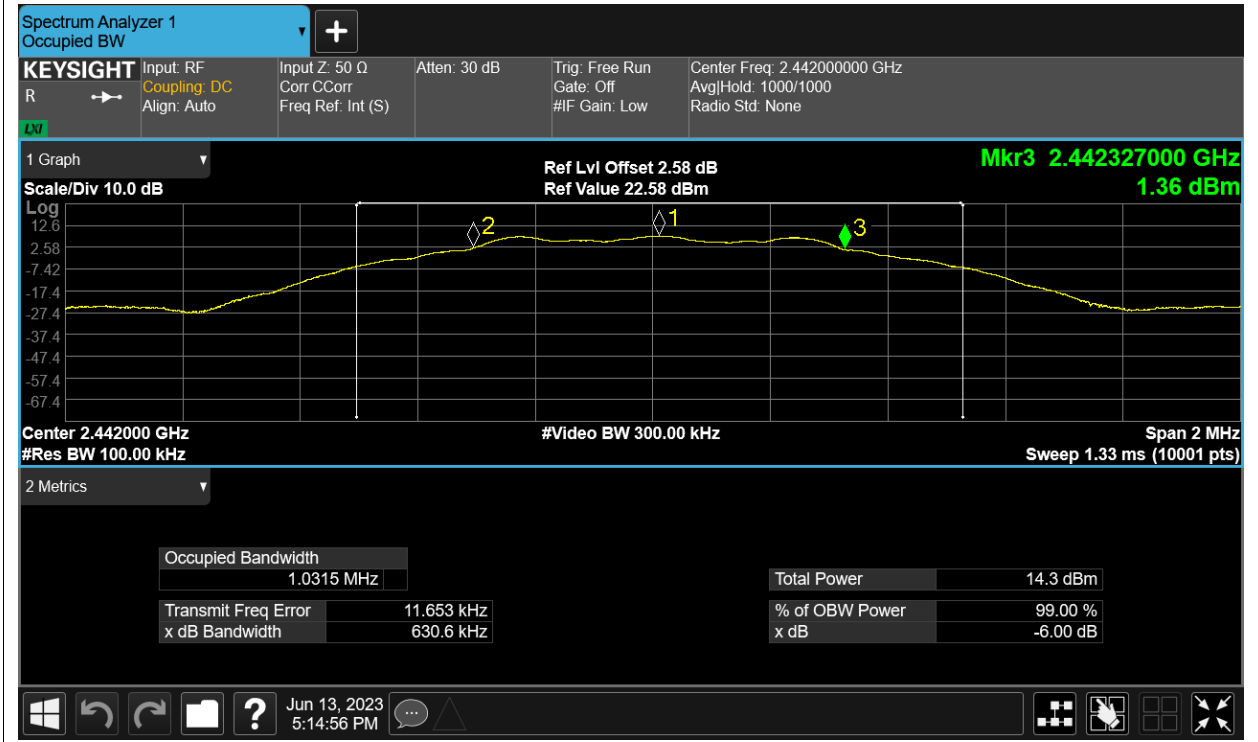 Spectrum Analyzer 1
Occupied BW
KEYSIGHT
R
LXI
Input: RF
Coupling: DC
Align: Auto
Input Z: 50 Ω
Corr CCorr
Freq Ref: Int (S)
Atten: 30 dB
Trig: Free Run
Gate: Off
#IF Gain: Low
Center Freq: 2.442000000 GHz
Avg|Hold: 1000/1000
Radio Std: None
1 Graph
Scale/Div 10.0 dB
Ref Lvl Offset 2.58 dB
Ref Value 22.58 dBm
Mkr3 2.442327000 GHz
1.36 dBm
Log
12.6
2.58
-7.42
-17.4
-27.4
-37.4
-47.4
-57.4
-67.4
2
1
3
Center 2.442000 GHz
#Video BW 300.00 kHz
Span 2 MHz
#Res BW 100.00 kHz
Sweep 1.33 ms (10001 pts)
2 Metrics
Occupied Bandwidth
1.0315 MHz
Total Power 14.3 dBm
Transmit Freq Error 11.653 kHz
% of OBW Power 99.00 %
x dB Bandwidth 630.6 kHz
x dB -6.00 dB
?
Jun 13, 2023
5:14:56 PM